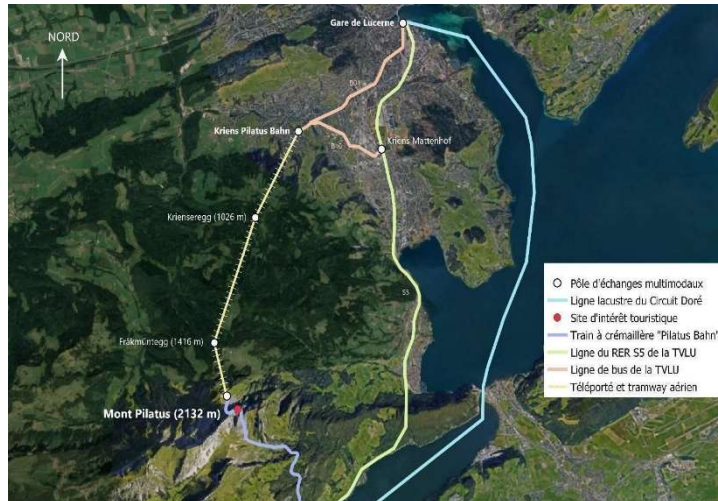 Gare de Lucerne
NORD
B01
Kriens Pilatus Bahn
B16
Kriens Mattenhof
Krienseregg (1026 m)
S5
Fräkmüntegg (1416 m)
Mont Pilatus (2132 m)
Pôle d'échanges multimodaux
Ligne lacustre du Circuit Doré
Site d'intérêt touristique
Train à crémaillère "Pilatus Bahn"
Ligne du RER S5 de la TVLU
Ligne de bus de la TVLU
Téléporté et tramway aérien